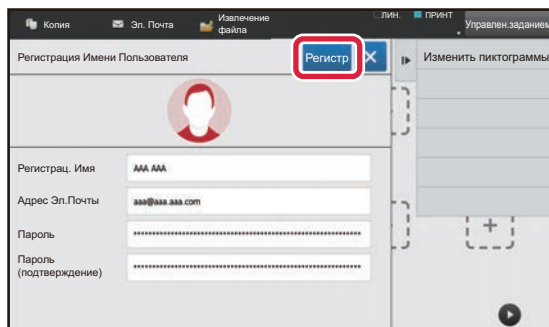 Копия
Эл. Почта
Извлечение
файла
ЛИН.
ПРИНТ
Управлен.заданием
Регистрация Имени Пользователя
Регистр
Изменить пиктограммы
Регистрац. Имя
AAA AAA
Адрес Эл.Почты
aaa@aaa.aaa.com
Пароль
Пароль
(подтверждение)